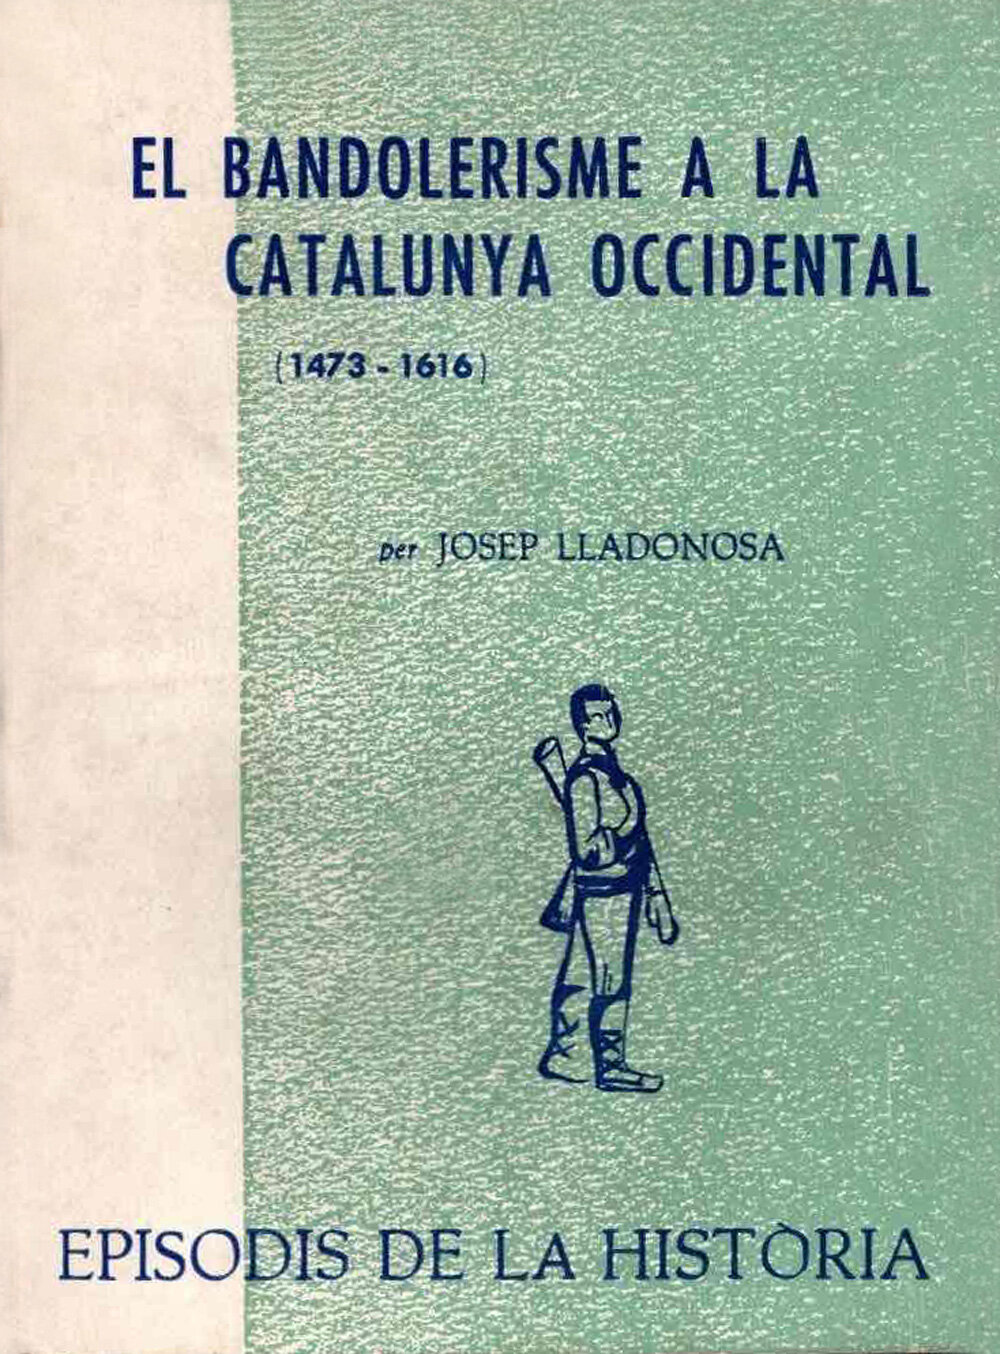 EL BANDOLERISME A LA
CATALUNYA OCCIDENTAL
(1473 - 1616)
per JOSEP LLADONOSA
EPISODIS DE LA HISTÒRIA